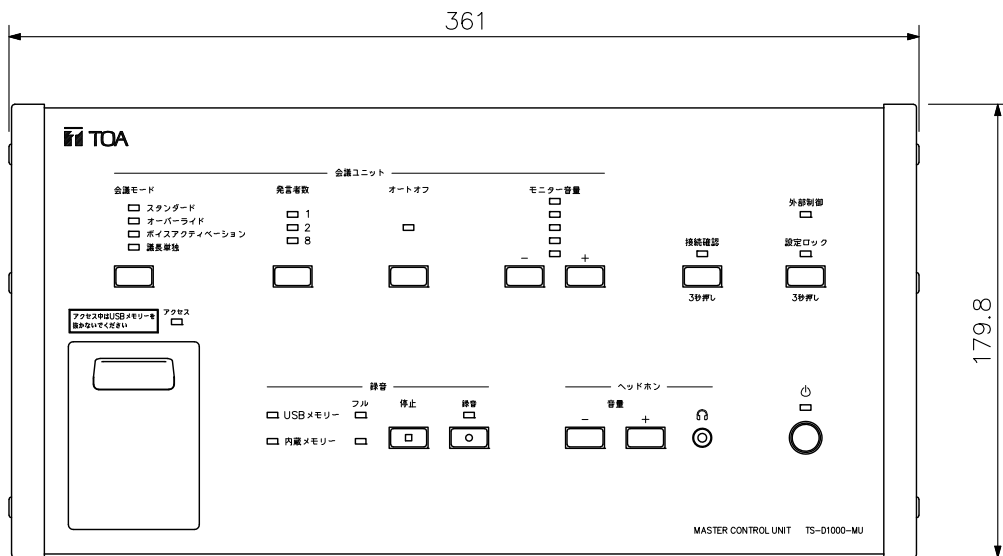 361
TOA
会議ユニット
会議モード
発言者数
オートオフ
モニター音量
外部制御
スタンダード
オーバーライド
ボイスアクティベーション
議長単独
1
2
8
接続確認
設定ロック
− +
3秒押し
3秒押し
179.8
アクセス中はUSBメモリーを
抜かないでください
アクセス
録音
ヘッドホン
フル
停止
録音
音量
USBメモリー
内蔵メモリー
− +
MASTER CONTROL UNIT TS-D1000-MU